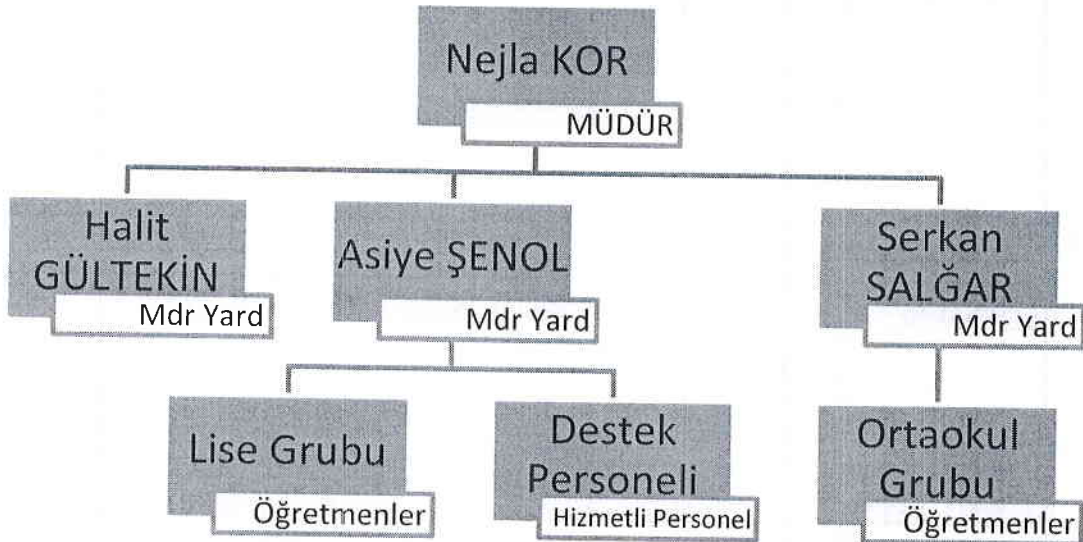 Nejla KOR
MÜDÜR
Halit
GÜLTEKİN
Mdr Yard
Asiye ŞENOL
Mdr Yard
Serkan
SALĞAR
Mdr Yard
Lise Grubu
Öğretmenler
Destek
Personeli
Hizmetli Personel
Ortaokul
Grubu
Öğretmenler